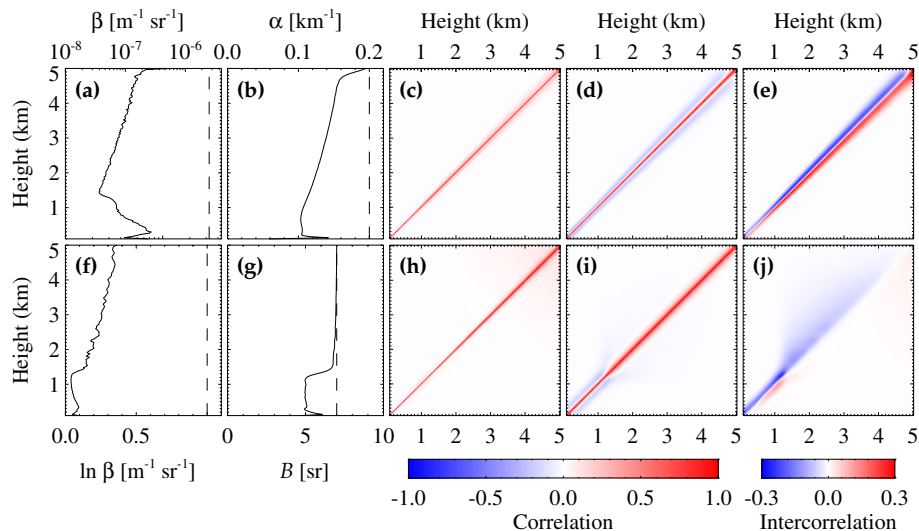 β [m⁻¹ sr⁻¹] α [km⁻¹] Height (km) Height (km) Height (km)
10⁻⁸ 10⁻⁷ 10⁻⁶ 0.0 0.1 0.2 1 2 3 4 5 1 2 3 4 5 1 2 3 4 5
5 (a) (b) (c) (d) (e)
4
3
Height (km)
2
1
5 (f) (g) (h) (i) (j)
4
3
Height (km)
2
1
0.0 0.5 0 5 10 1 2 3 4 5 1 2 3 4 5 1 2 3 4 5
ln β [m⁻¹ sr⁻¹] B [sr]
-1.0 -0.5 0.0 0.5 1.0 -0.3 0.0 0.3
Correlation Intercorrelation